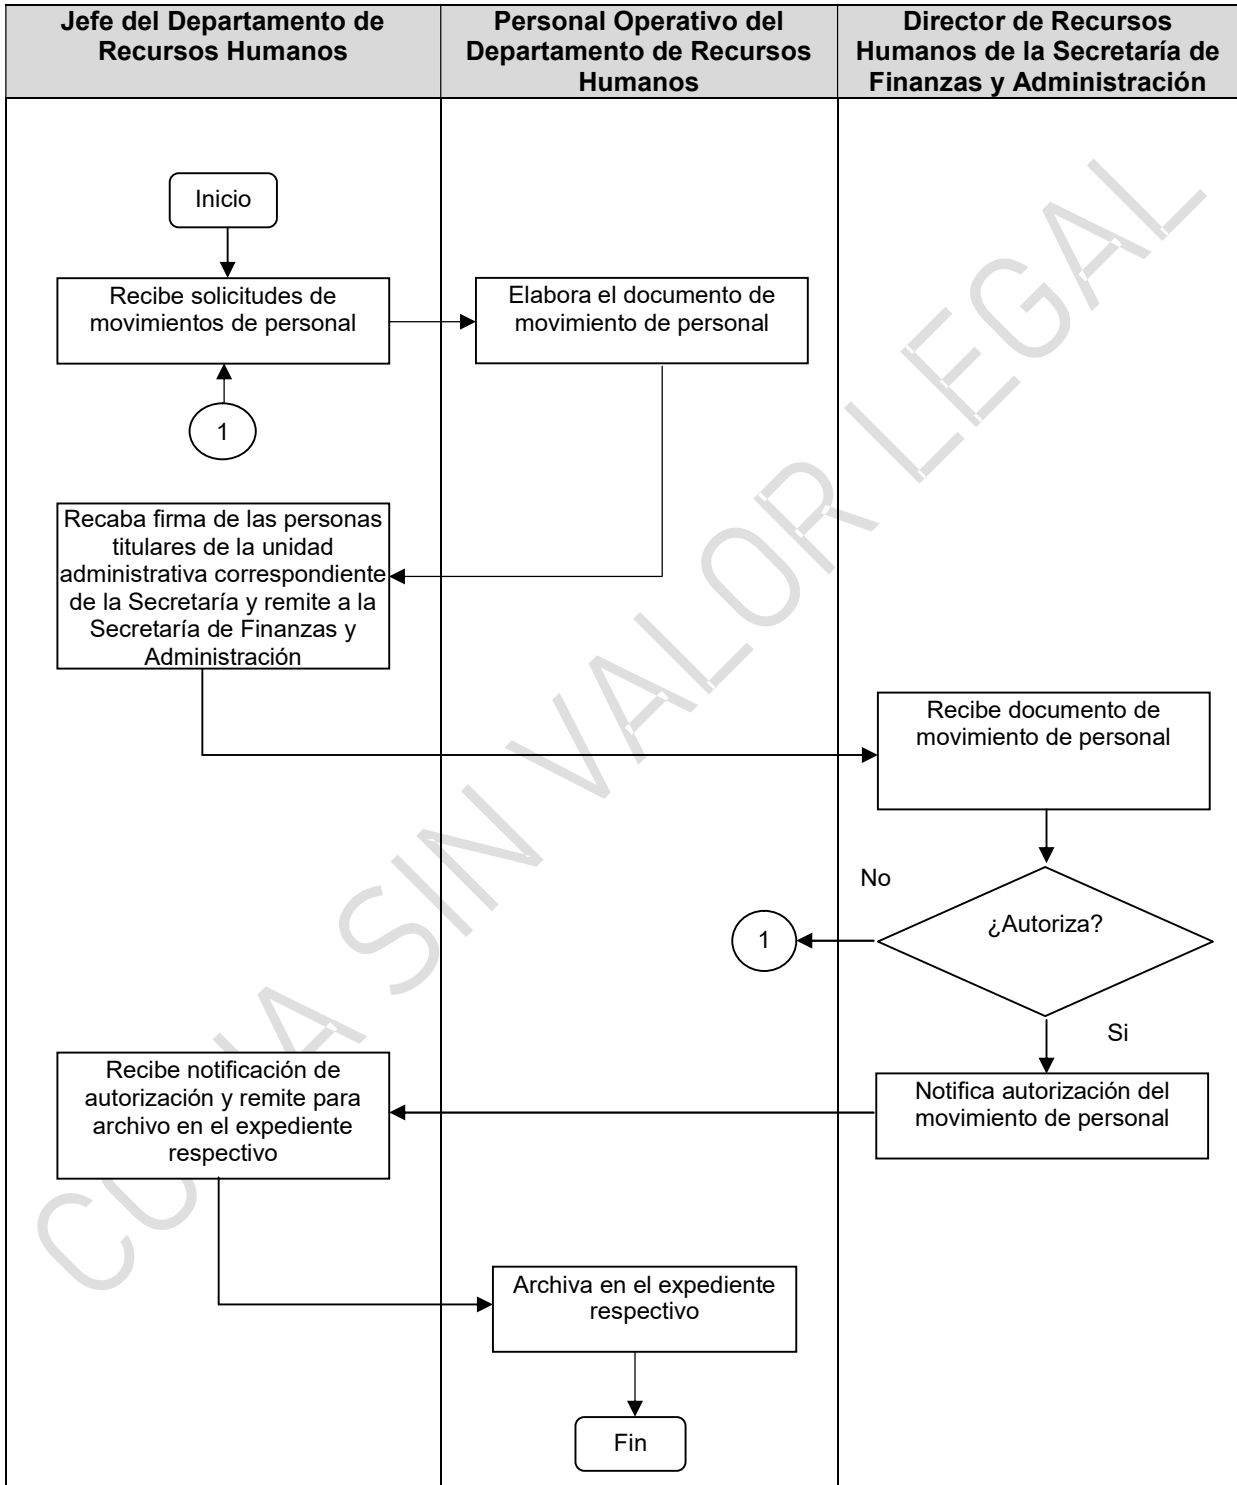 Jefe del Departamento de
Recursos Humanos
Personal Operativo del
Departamento de Recursos
Humanos
Director de Recursos
Humanos de la Secretaría de
Finanzas y Administración
Inicio
Recibe solicitudes de
movimientos de personal
Elabora el documento de
movimiento de personal
1
Recaba firma de las personas
titulares de la unidad
administrativa correspondiente
de la Secretaría y remite a la
Secretaría de Finanzas y
Administración
Recibe documento de
movimiento de personal
No
¿Autoriza?
1
Si
Recibe notificación de
autorización y remite para
archivo en el expediente
respectivo
Notifica autorización del
movimiento de personal
Archiva en el expediente
respectivo
Fin
COPIA SIN VALOR LEGAL